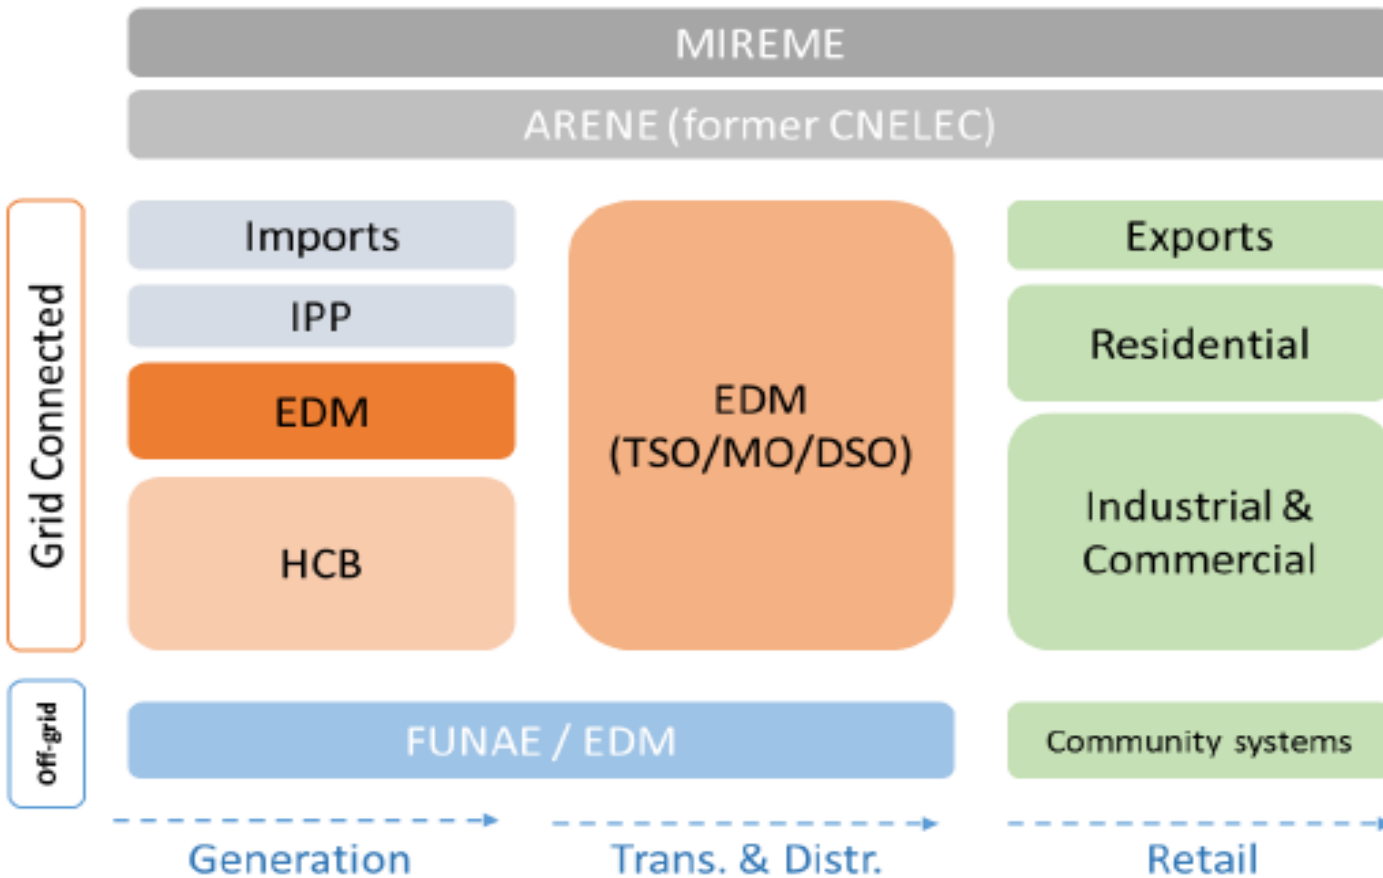 MIREME
ARENE (former CNELEC)
Grid Connected
Imports
IPP
EDM
HCB
EDM
(TSO/MO/DSO)
Exports
Residential
Industrial &
Commercial
Off-grid
FUNAE / EDM
Community systems
Generation
Trans. & Distr.
Retail